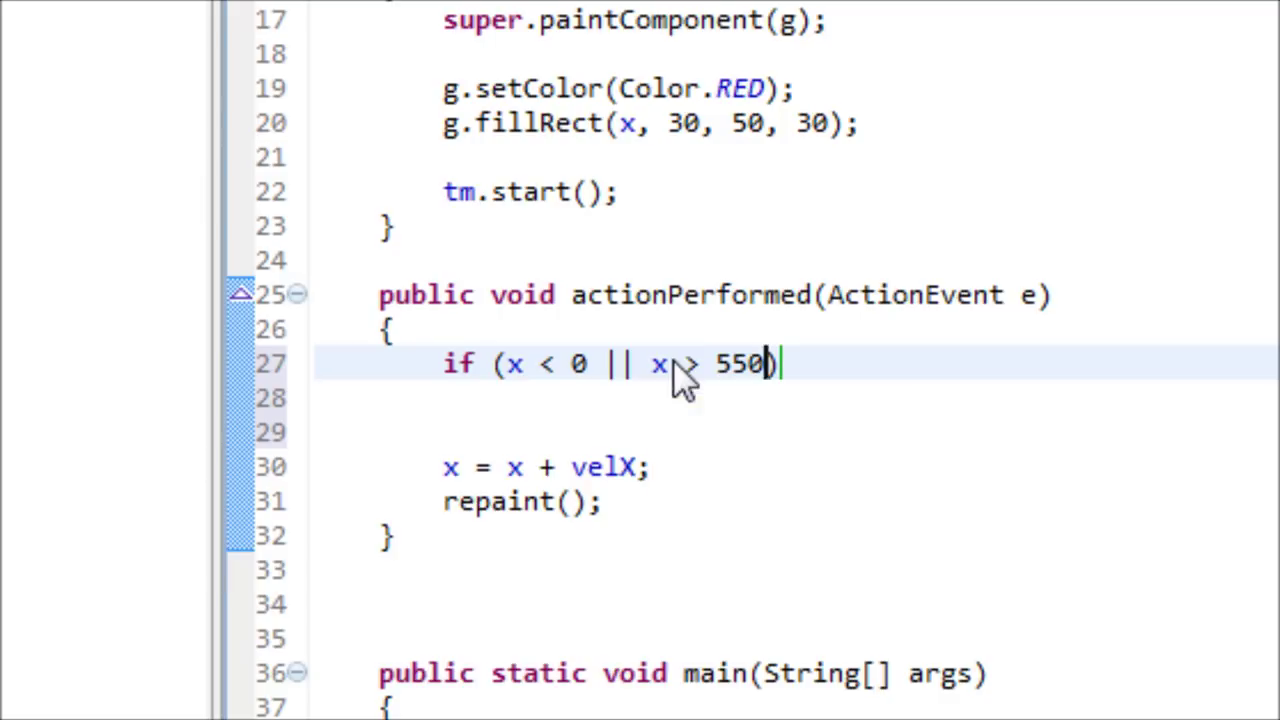 17 super.paintComponent(g);
18
19 g.setColor(Color.RED);
20 g.fillRect(x, 30, 50, 30);
21
22 tm.start();
23 }
24
25 public void actionPerformed(ActionEvent e)
26 {
27 if (x < 0 || x > 550)
28
29
30 x = x + velX;
31 repaint();
32 }
33
34
35
36 public static void main(String[] args)
37 {